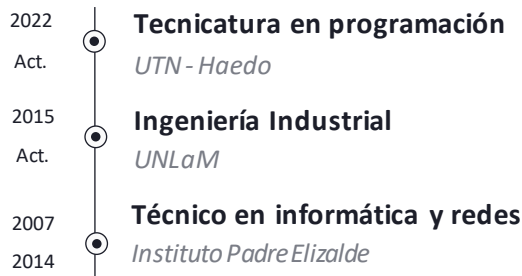 2022
Tecnicatura en programación
Act.
UTN - Haedo
2015
Ingeniería Industrial
Act.
UNLaM
2007
Técnico en informática y redes
2014
Instituto Padre Elizalde